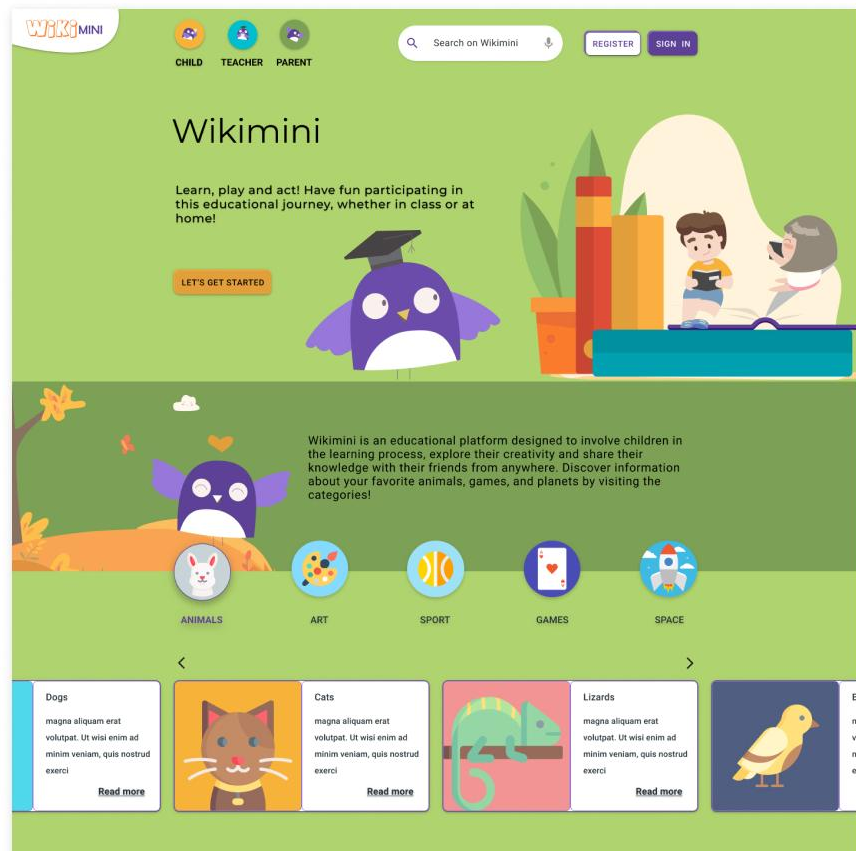 WiKi MINI
CHILD
TEACHER
PARENT
Search on Wikimini
REGISTER
SIGN IN
Wikimini
Learn, play and act! Have fun participating in
this educational journey, whether in class or at
home!
LET'S GET STARTED
Wikimini is an educational platform designed to involve children in
the learning process, explore their creativity and share their
knowledge with their friends from anywhere. Discover information
about your favorite animals, games, and planets by visiting the
categories!
ANIMALS
ART
SPORT
GAMES
SPACE
Dogs
magna aliquam erat
volutpat. Ut wisi enim ad
minim veniam, quis nostrud
exerci
Read more
Cats
magna aliquam erat
volutpat. Ut wisi enim ad
minim veniam, quis nostrud
exerci
Read more
Lizards
magna aliquam erat
volutpat. Ut wisi enim ad
minim veniam, quis nostrud
exerci
Read more